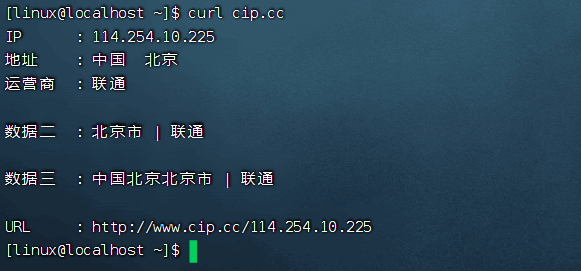 [linux@localhost ~]$ curl cip.cc
IP : 114.254.10.225
地址 : 中国 北京
运营商 : 联通
数据二 : 北京市 | 联通
数据三 : 中国北京北京市 | 联通
URL : http://www.cip.cc/114.254.10.225
[linux@localhost ~]$